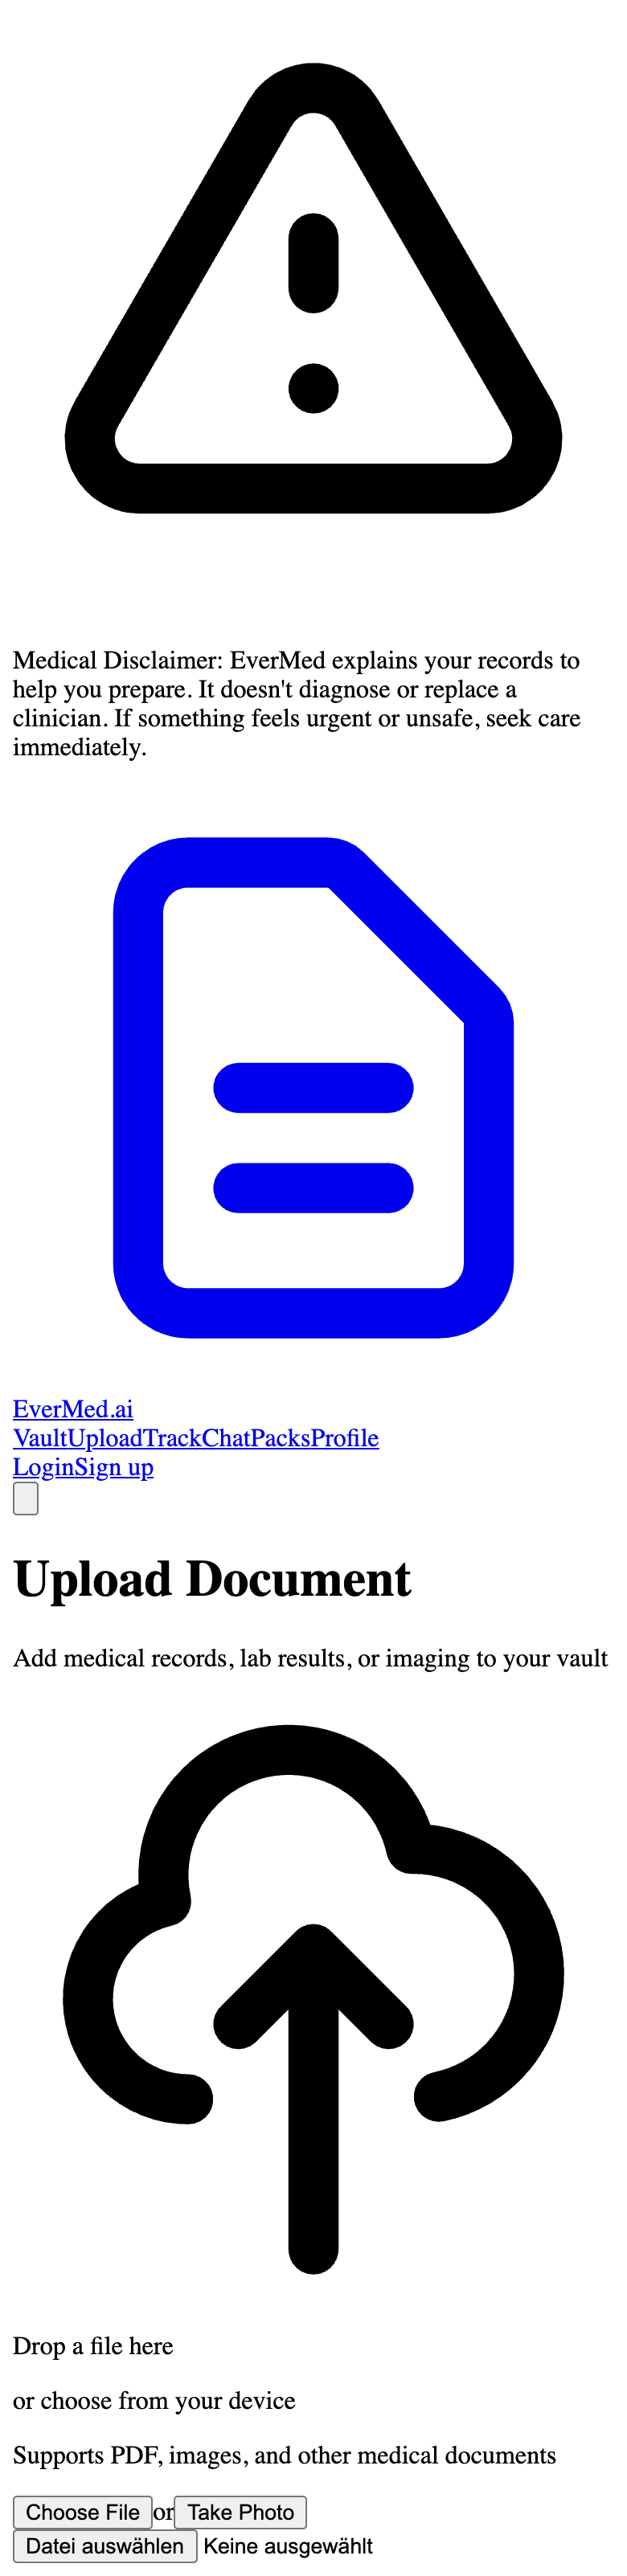 Medical Disclaimer: EverMed explains your records to
help you prepare. It doesn't diagnose or replace a
clinician. If something feels urgent or unsafe, seek care
immediately.
EverMed.ai
VaultUploadTrackChatPacksProfile
LoginSign up
Upload Document
Add medical records, lab results, or imaging to your vault
Drop a file here
or choose from your device
Supports PDF, images, and other medical documents
Choose File or Take Photo
Datei auswählen Keine ausgewählt